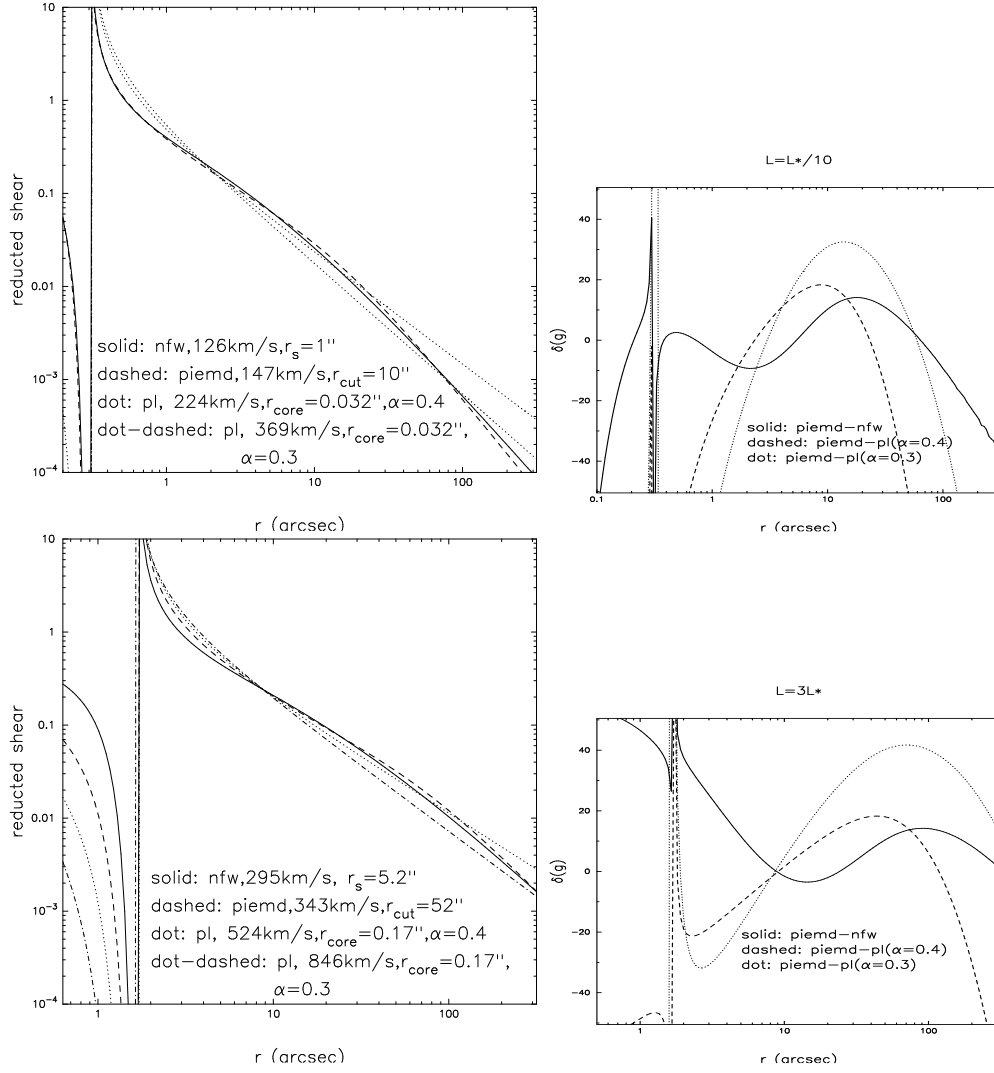 10
1
0.1
0.01
10⁻³
10⁻⁴
reducted shear
solid: nfw,126km/s,r_s=1"
dashed: piemd,147km/s,r_cut=10"
dot: pl, 224km/s,r_core=0.032",α=0.4
dot-dashed: pl, 369km/s,r_core=0.032",
α=0.3
1
10
100
r (arcsec)
L=L*/10
40
20
0
-20
-40
δ(g)
solid: piemd-nfw
dashed: piemd-pl(α=0.4)
dot: piemd-pl(α=0.3)
0.1
1
10
100
r (arcsec)
10
1
0.1
0.01
10⁻³
10⁻⁴
reducted shear
solid: nfw,295km/s, r_s=5.2"
dashed: piemd,343km/s,r_cut=52"
dot: pl, 524km/s,r_core=0.17",α=0.4
dot-dashed: pl, 846km/s,r_core=0.17",
α=0.3
1
10
100
r (arcsec)
L=3L*
40
20
0
-20
-40
δ(g)
solid: piemd-nfw
dashed: piemd-pl(α=0.4)
dot: piemd-pl(α=0.3)
1
10
100
r (arcsec)